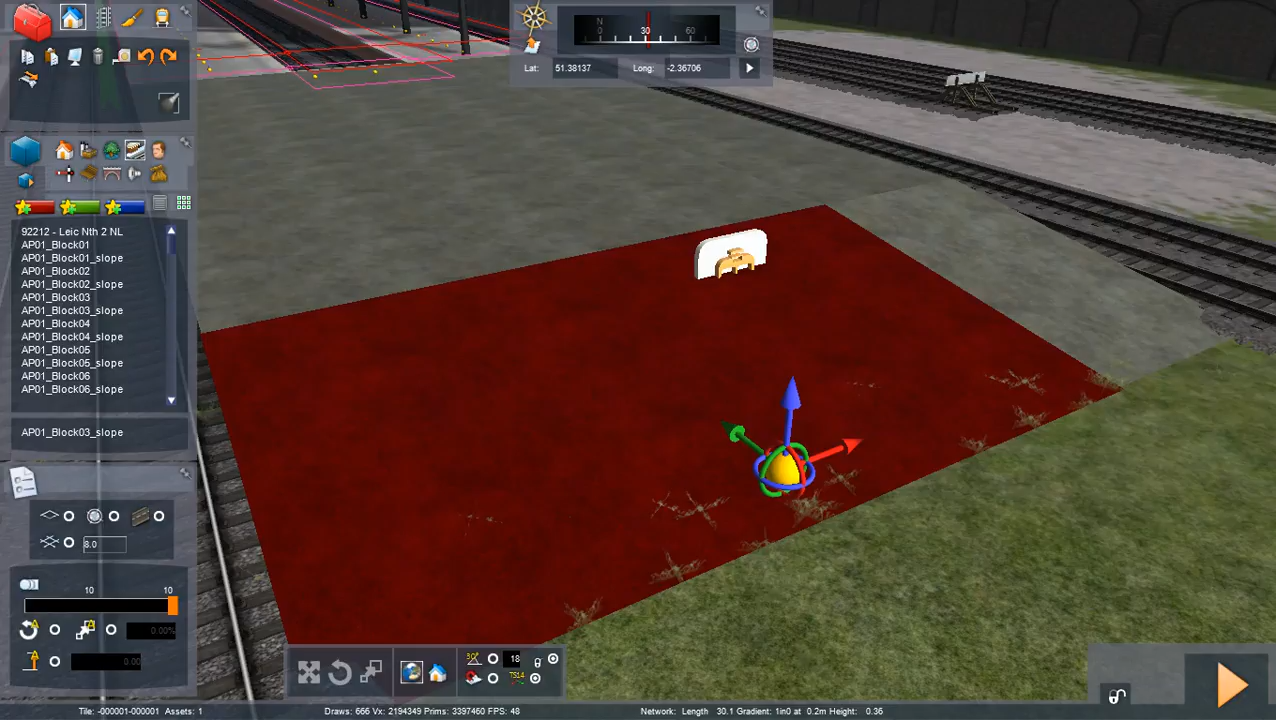 N
0 30 60
Lat: 51.38137 Long: -2.36706
92212 - Leic Nth 2 NL
AP01_Block01
AP01_Block01_slope
AP01_Block02
AP01_Block02_slope
AP01_Block03
AP01_Block03_slope
AP01_Block04
AP01_Block04_slope
AP01_Block05
AP01_Block05_slope
AP01_Block06
AP01_Block06_slope
AP01_Block03_slope
8.0
10 10
0.00%
0.00
30° 18
TS14
Tile: -000001-000001 Assets: 1 Draws: 666 Vx: 2194349 Prims: 3397460 FPS: 48 Network: Length 30.1 Gradient: 1in0 at 0.2m Height: 0.36